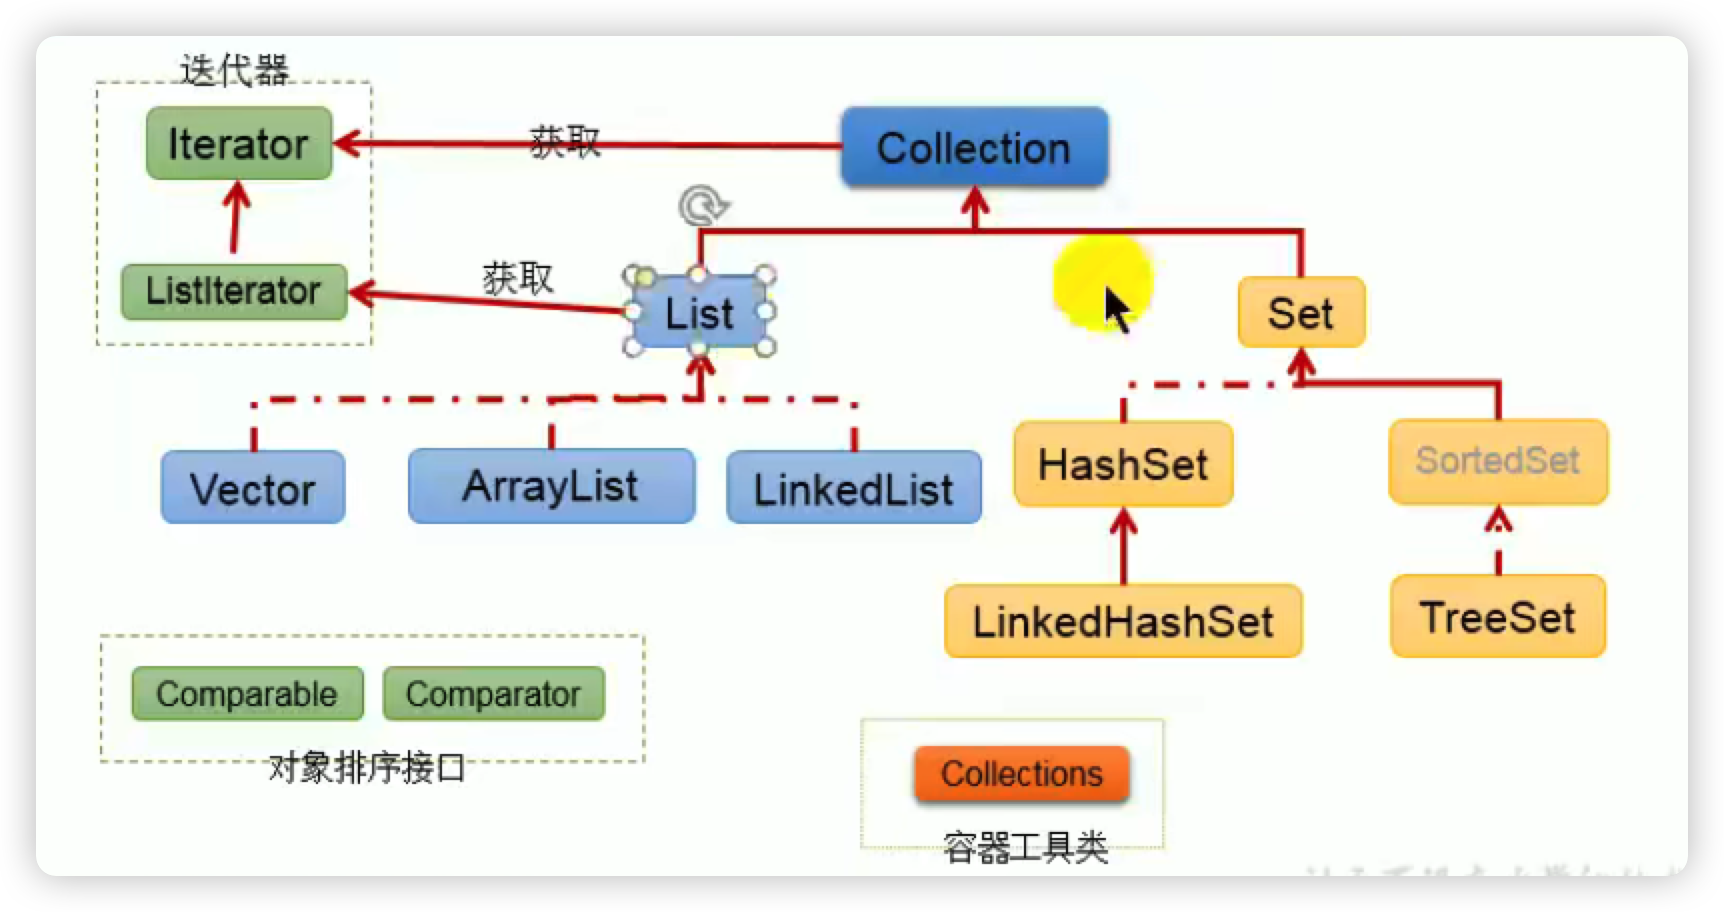 迭代器
Iterator
获取
Collection
ListIterator
获取
List
Set
Vector
ArrayList
LinkedList
HashSet
SortedSet
LinkedHashSet
TreeSet
Comparable
Comparator
对象排序接口
Collections
容器工具类